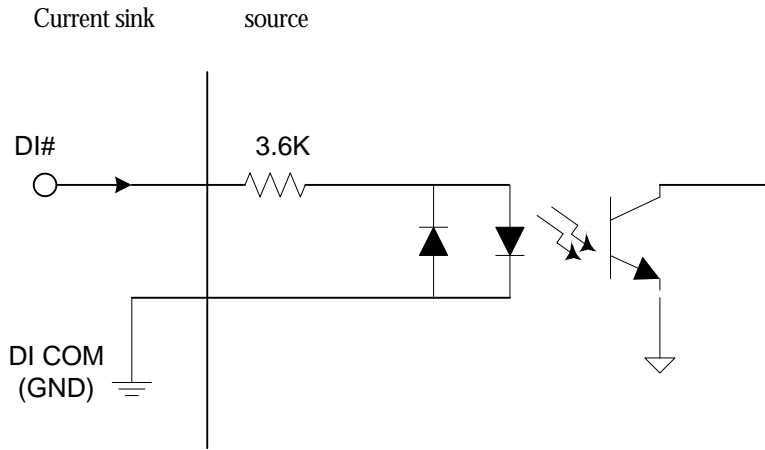 Current sink source
DI#
3.6K
DI COM
(GND)